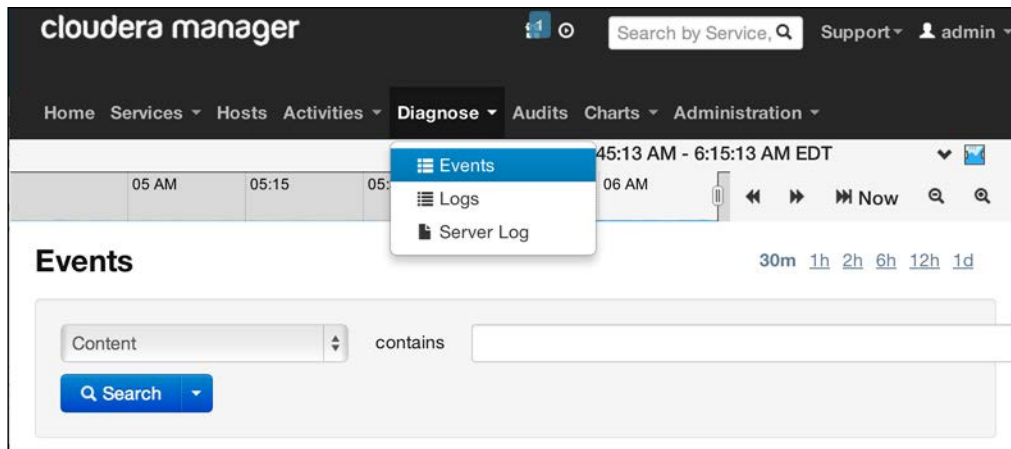 cloudera manager
1
Search by Service,
Support
admin
Home Services Hosts Activities Diagnose Audits Charts Administration
45:13 AM - 6:15:13 AM EDT
Events
Logs
Server Log
05 AM 05:15 05: 06 AM
Now
Events
30m 1h 2h 6h 12h 1d
Content contains
Search